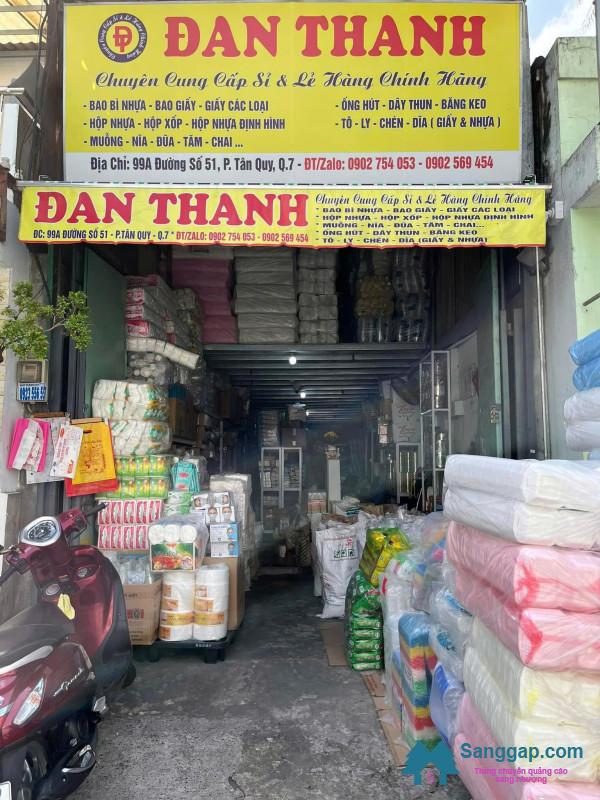 ĐT
ĐAN THANH
Chuyên Cung Cấp Sỉ & Lẻ Hàng Chính Hãng
- BAO BÌ NHỰA - BAO GIẤY - GIẤY CÁC LOẠI
- HỘP NHỰA - HỘP XỐP - HỘP NHỰA ĐỊNH HÌNH
- MUỖNG - NĨA - ĐŨA - TĂM - CHAI ...
- ỐNG HÚT - DÂY THUN - BĂNG KEO
- TÔ - LY - CHÉN - DĨA ( GIẤY & NHỰA )
Địa Chỉ: 99A Đường Số 51, P. Tân Quy, Q.7 - ĐT/Zalo: 0902 754 053 - 0902 569 454
ĐAN THANH
ĐC: 99A ĐƯỜNG SỐ 51 - P.TÂN QUY - Q.7 * ĐT/ZALO: 0902 754 053 - 0902 569 454
Chuyên Cung Cấp Sỉ & Lẻ Hàng Chính Hãng
- BAO BÌ NHỰA - BAO GIẤY - GIẤY CÁC LOẠI
- HỘP NHỰA - HỘP XỐP - HỘP NHỰA ĐỊNH HÌNH
- MUỖNG - NĨA - ĐŨA - TĂM - CHAI...
- ỐNG HÚT - DÂY THUN - BĂNG KEO
- TÔ - LY - CHÉN - DĨA (GIẤY & NHỰA)
Sanggap.com
Trang chuyên quảng cáo
sang nhượng